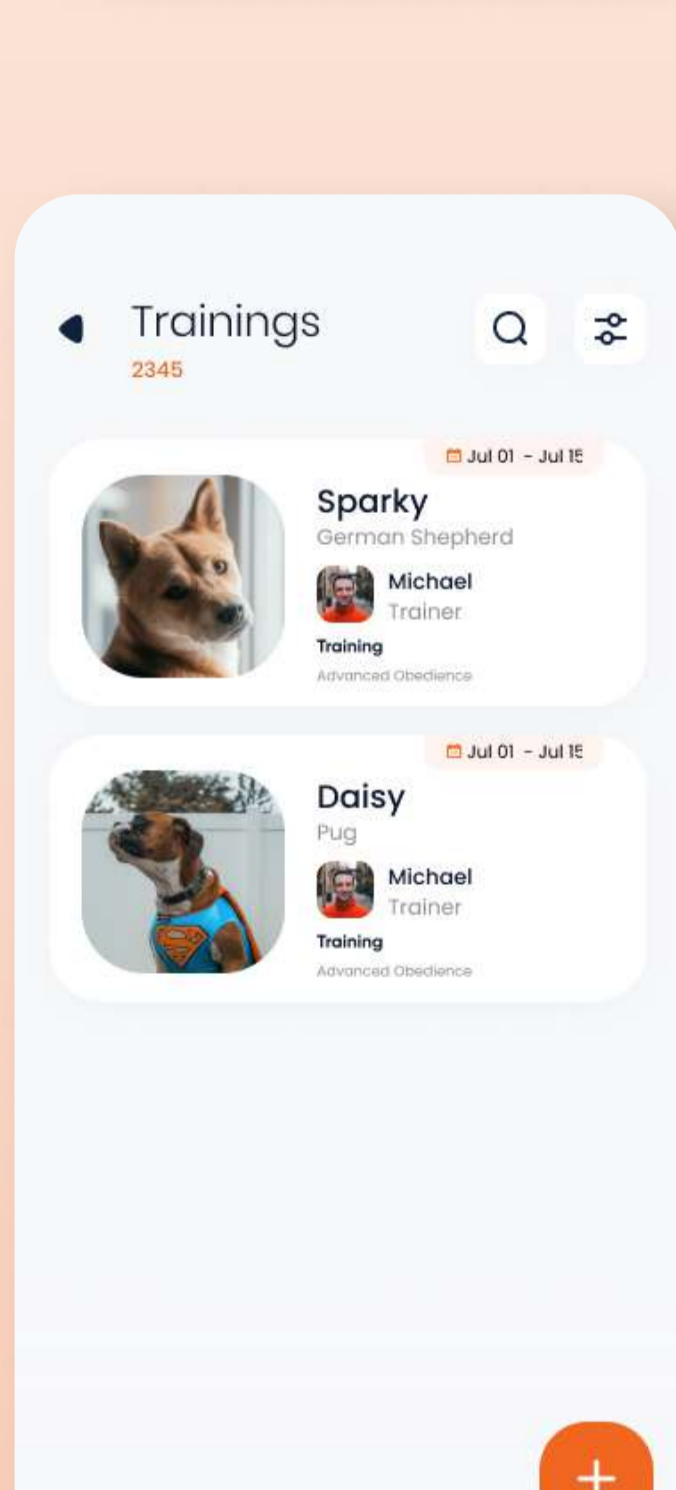 Trainings
2345
Jul 01 - Jul 15
Sparky
German Shepherd
Michael
Trainer
Training
Advanced Obedience
Jul 01 - Jul 15
Daisy
Pug
Michael
Trainer
Training
Advanced Obedience